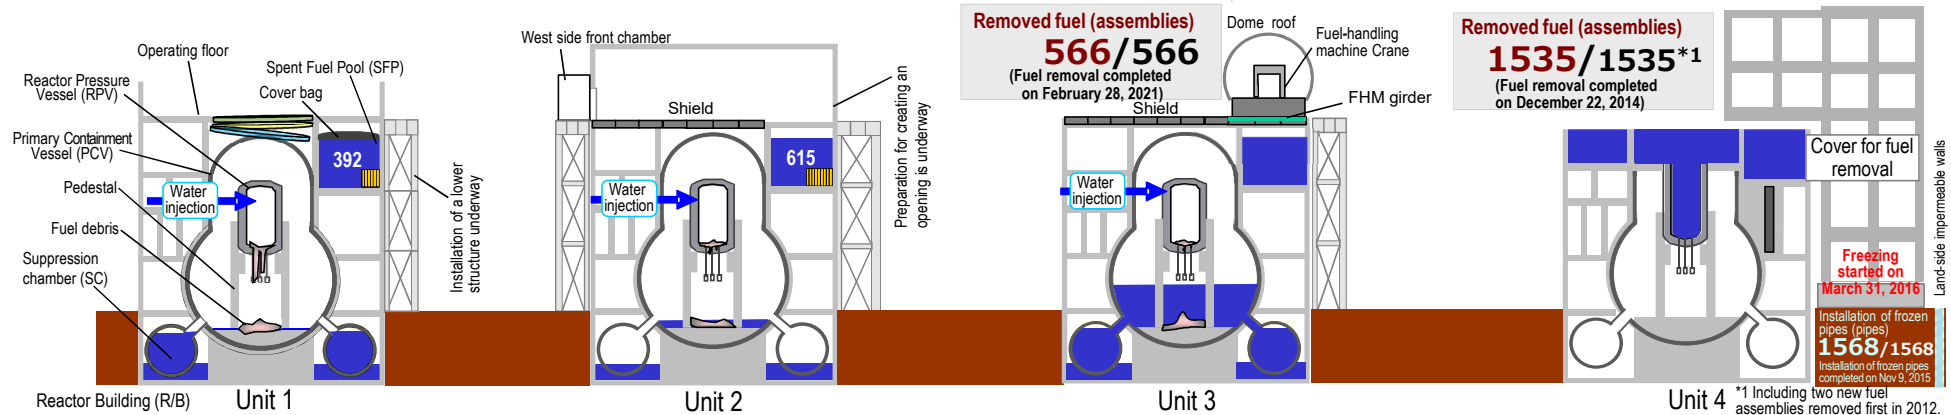 Operating floor
Reactor Pressure
Vessel (RPV)
Spent Fuel Pool (SFP)
Cover bag
Primary Containment
Vessel (PCV)
392
Pedestal
Water
injection
Fuel debris
Suppression
chamber (SC)
Installation of a lower
structure underway
Reactor Building (R/B)
Unit 1
West side front chamber
Shield
615
Water
injection
Preparation for creating an
opening is underway
Unit 2
Removed fuel (assemblies)
566/566
(Fuel removal completed
on February 28, 2021)
Dome roof
Fuel-handling
machine Crane
Shield
FHM girder
Water
injection
Unit 3
Removed fuel (assemblies)
1535/1535*1
(Fuel removal completed
on December 22, 2014)
Cover for fuel
removal
Land-side impermeable walls
Freezing
started on
March 31, 2016
Installation of frozen
pipes (pipes)
1568/1568
Installation of frozen pipes
completed on Nov 9, 2015
Unit 4
*1 Including two new fuel
assemblies removed first in 2012.